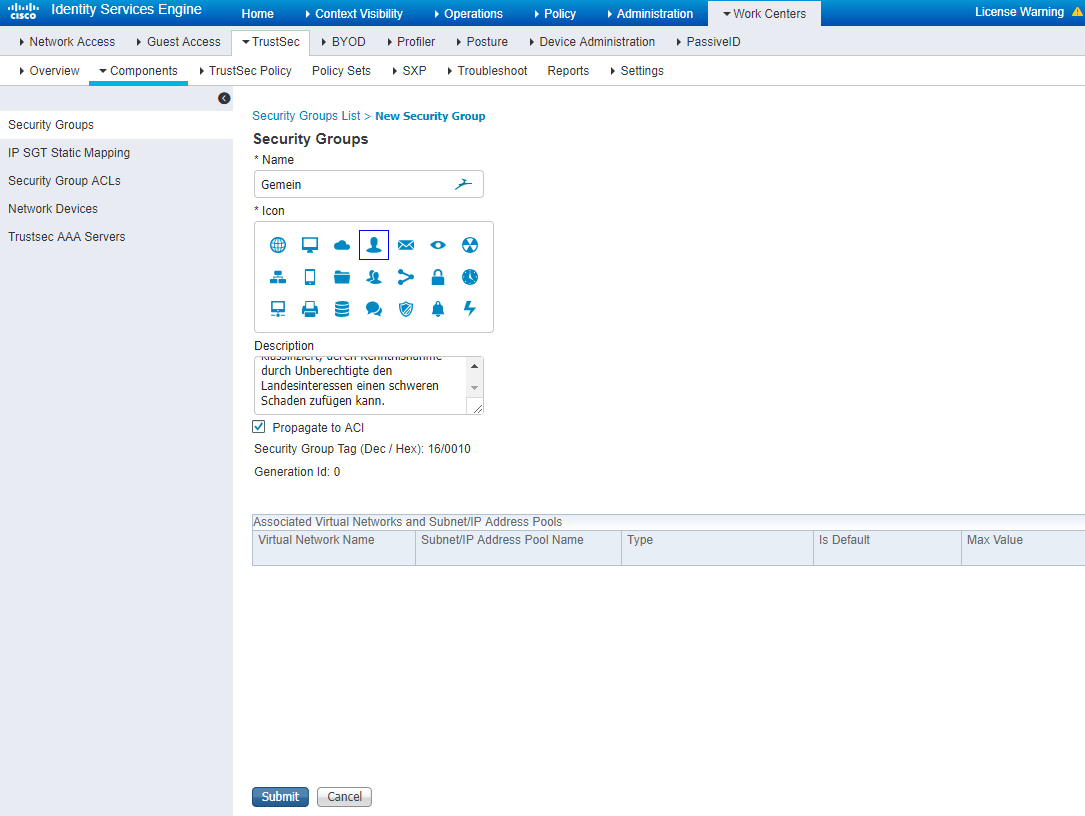 CISCO Identity Services Engine Home Context Visibility Operations Policy Administration Work Centers License Warning
Network Access Guest Access TrustSec BYOD Profiler Posture Device Administration PassiveID
Overview Components TrustSec Policy Policy Sets SXP Troubleshoot Reports Settings
Security Groups
IP SGT Static Mapping
Security Group ACLs
Network Devices
Trustsec AAA Servers
Security Groups List > New Security Group
Security Groups
* Name
Gemein
* Icon
Description
klassifiziert, deren Kenntnisnahme
durch Unberechtigte den
Landesinteressen einen schweren
Schaden zufügen kann.
Propagate to ACI
Security Group Tag (Dec / Hex): 16/0010
Generation Id: 0
Associated Virtual Networks and Subnet/IP Address Pools
Virtual Network Name Subnet/IP Address Pool Name Type Is Default Max Value
Submit Cancel